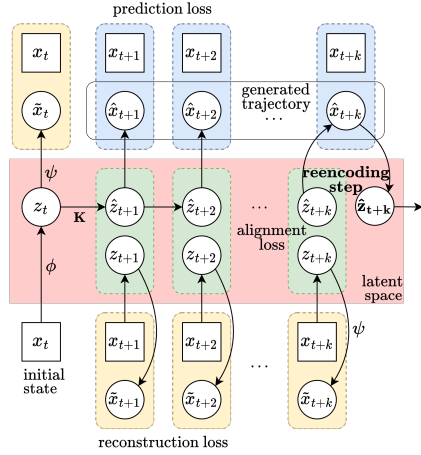 prediction loss
x_t x_{t+1} x_{t+2} x_{t+k}
generated
trajectory
x̃_t x̂_{t+1} x̂_{t+2} ... x̂_{t+k}
ψ
reencoding
step
z_t K ẑ_{t+1} ẑ_{t+2} ... ẑ_{t+k} ẑ_{t+k}
alignment
loss
z_{t+1} z_{t+2} z_{t+k}
ϕ
latent
space
x_t x_{t+1} x_{t+2} ... x_{t+k} ψ
initial
state
x̃_{t+1} x̃_{t+2} x̃_{t+k}
reconstruction loss